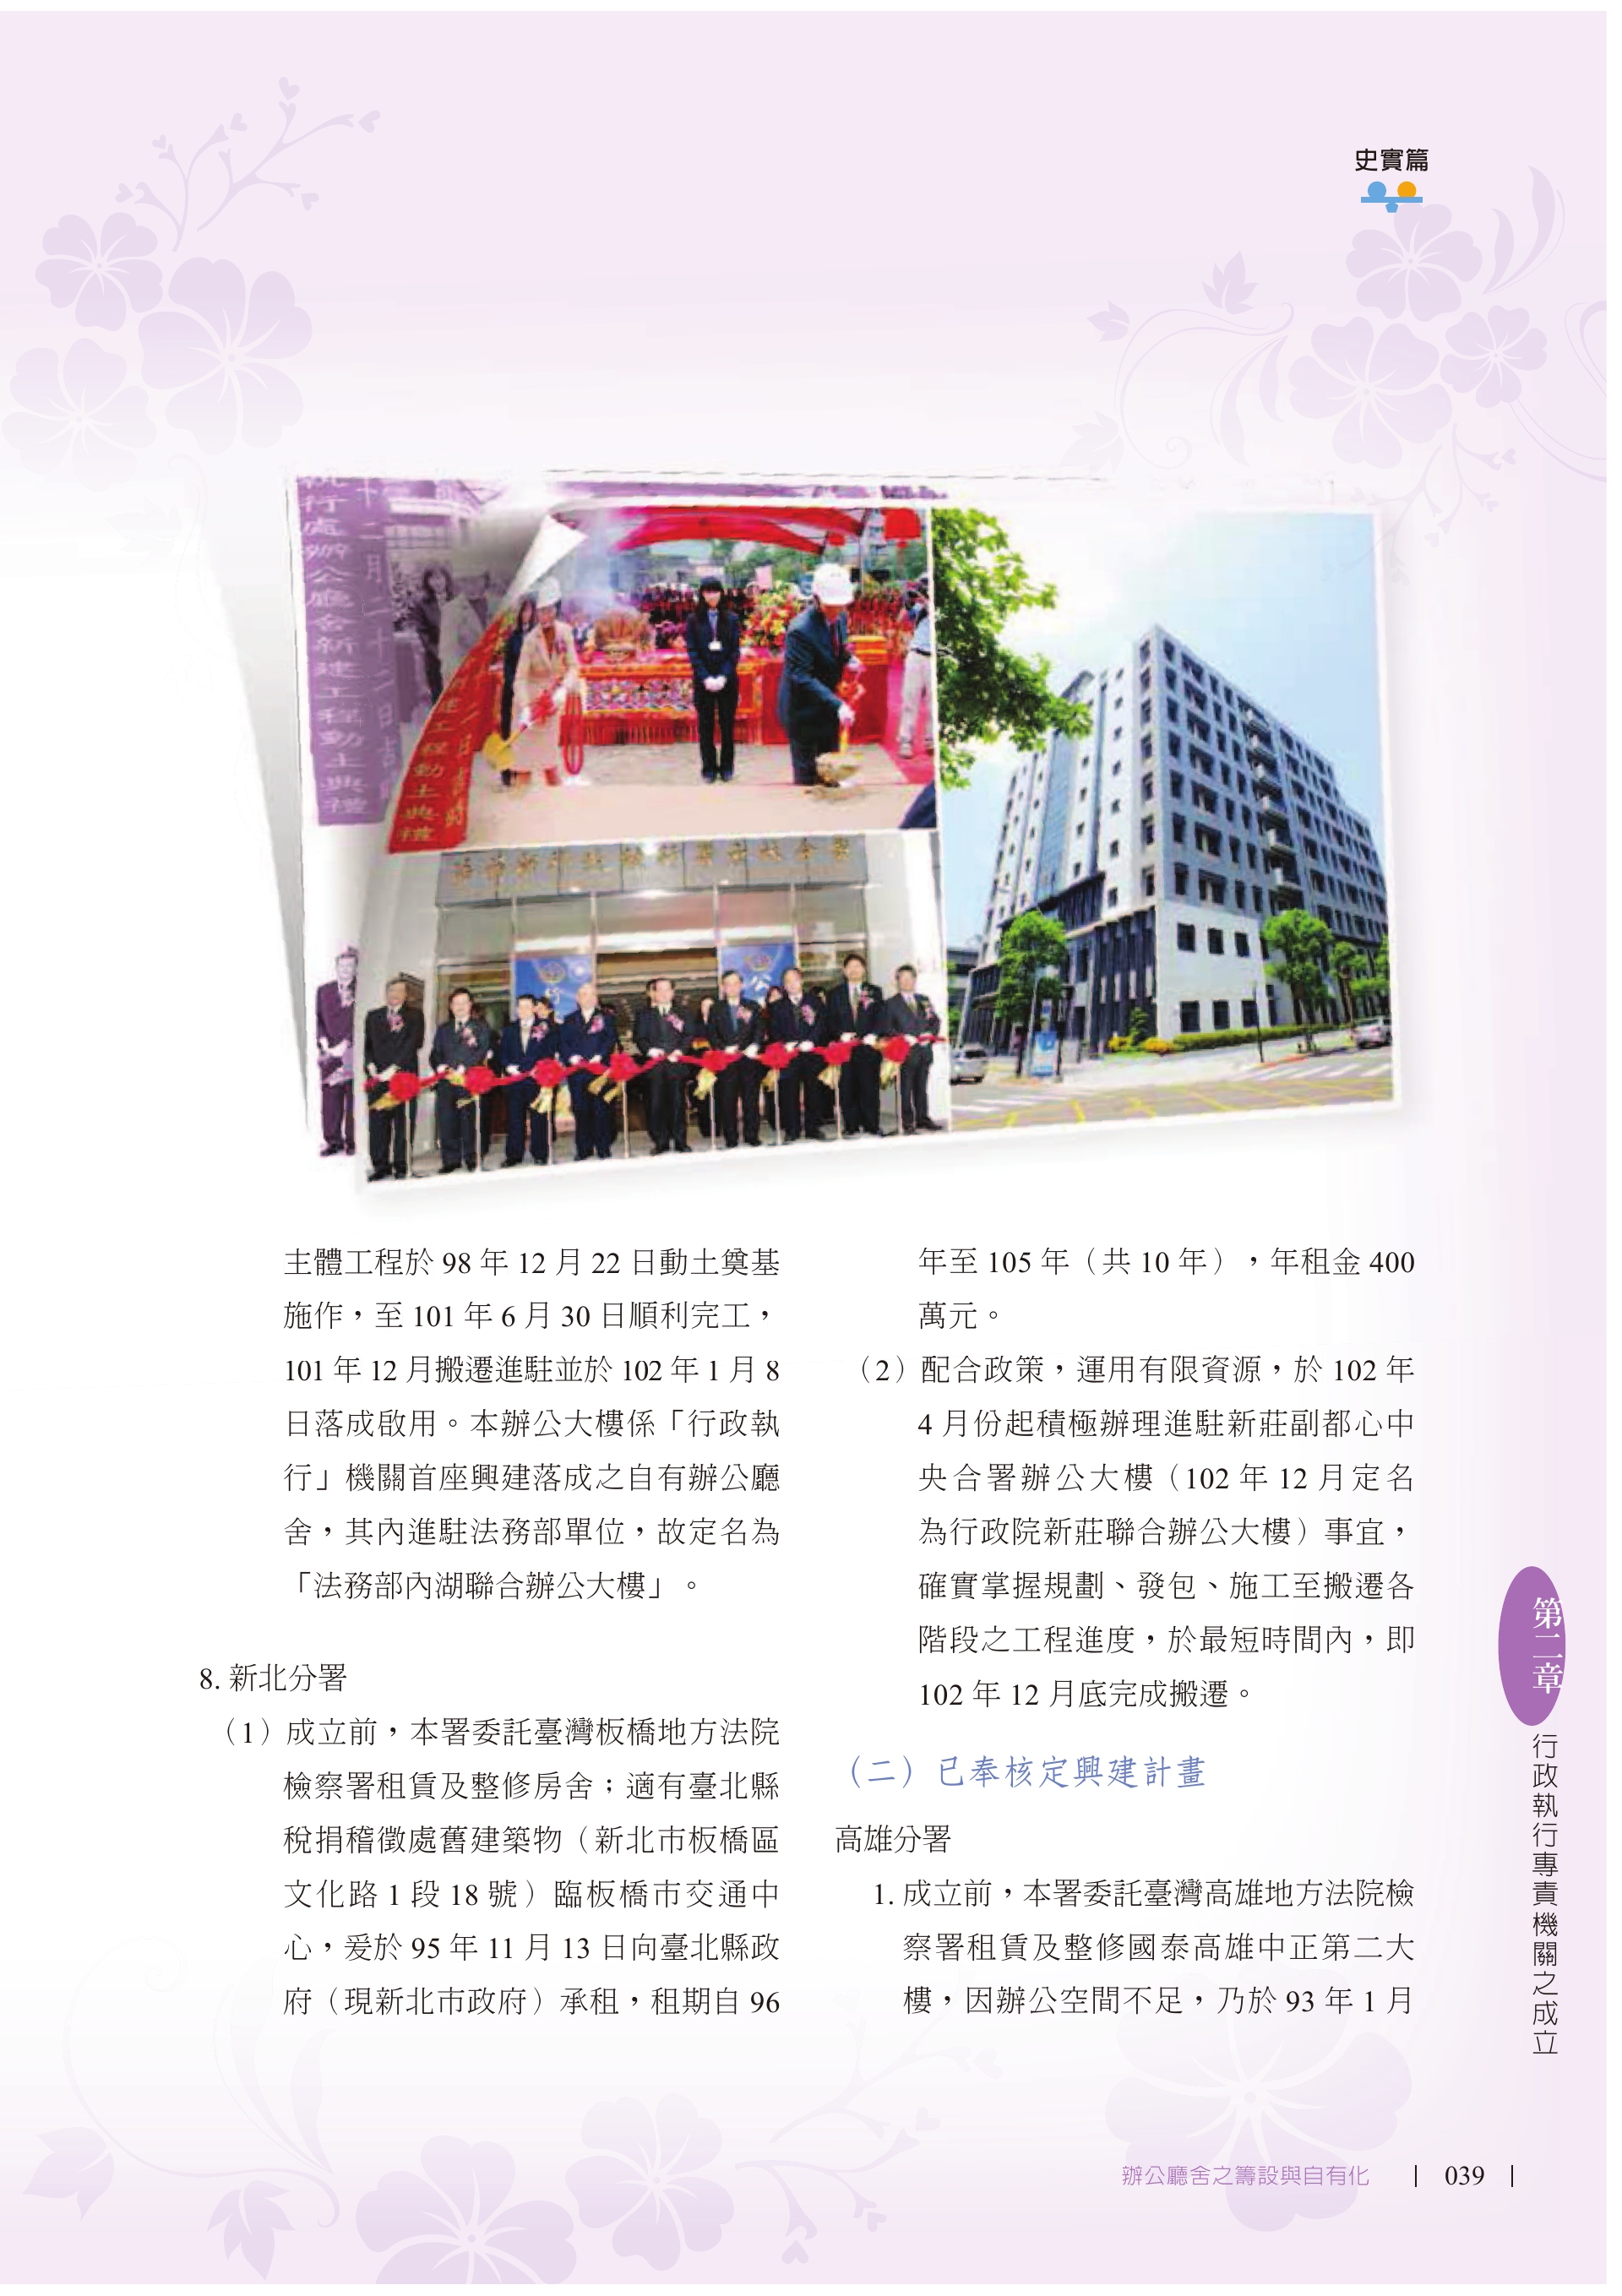 史實篇
主體工程於 98 年 12 月 22 日動土奠基
施作，至 101 年 6 月 30 日順利完工，
101 年 12 月搬遷進駐並於 102 年 1 月 8
日落成啟用。本辦公大樓係「行政執
行」機關首座興建落成之自有辦公廳
舍，其內進駐法務部單位，故定名為
「法務部內湖聯合辦公大樓」。
8. 新北分署
（1）成立前，本署委託臺灣板橋地方法院
檢察署租賃及整修房舍；適有臺北縣
稅捐稽徵處舊建築物（新北市板橋區
文化路 1 段 18 號）臨板橋市交通中
心，爰於 95 年 11 月 13 日向臺北縣政
府（現新北市政府）承租，租期自 96
年至 105 年（共 10 年），年租金 400
萬元。
（2）配合政策，運用有限資源，於 102 年
4 月份起積極辦理進駐新莊副都心中
央合署辦公大樓（102 年 12 月定名
為行政院新莊聯合辦公大樓）事宜，
確實掌握規劃、發包、施工至搬遷各
階段之工程進度，於最短時間內，即
102 年 12 月底完成搬遷。
（二）已奉核定興建計畫
高雄分署
1. 成立前，本署委託臺灣高雄地方法院檢
察署租賃及整修國泰高雄中正第二大
樓，因辦公空間不足，乃於 93 年 1 月
第二章
行政執行專責機關之成立
辦公廳舍之籌設與自有化
039
行處辦公廳舍新建工程動土典禮
工程動土典禮